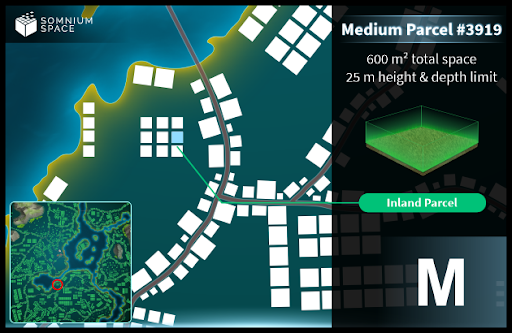 SOMNIUM
SPACE
Medium Parcel #3919
600 m² total space
25 m height & depth limit
Inland Parcel
M